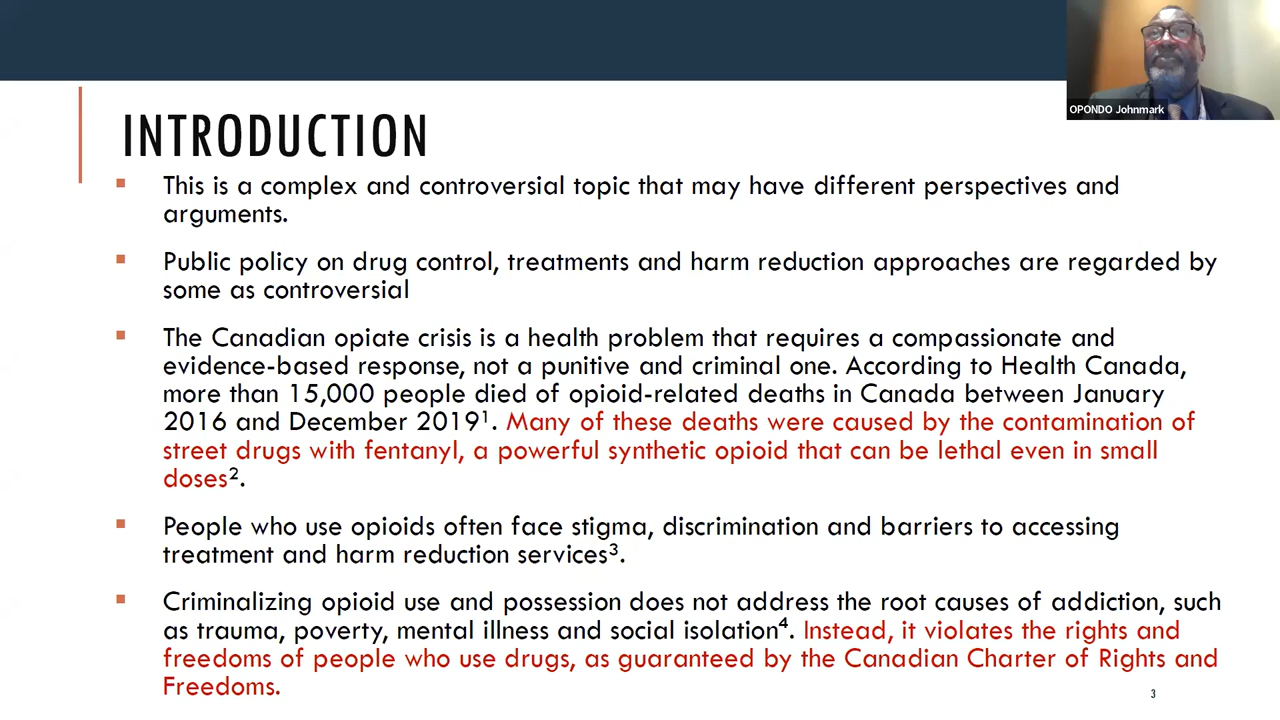 OPONDO Johnmark
INTRODUCTION
▪ This is a complex and controversial topic that may have different perspectives and
arguments.
▪ Public policy on drug control, treatments and harm reduction approaches are regarded by
some as controversial
▪ The Canadian opiate crisis is a health problem that requires a compassionate and
evidence-based response, not a punitive and criminal one. According to Health Canada,
more than 15,000 people died of opioid-related deaths in Canada between January
2016 and December 2019¹. Many of these deaths were caused by the contamination of
street drugs with fentanyl, a powerful synthetic opioid that can be lethal even in small
doses².
▪ People who use opioids often face stigma, discrimination and barriers to accessing
treatment and harm reduction services³.
▪ Criminalizing opioid use and possession does not address the root causes of addiction, such
as trauma, poverty, mental illness and social isolation⁴. Instead, it violates the rights and
freedoms of people who use drugs, as guaranteed by the Canadian Charter of Rights and
Freedoms.
3